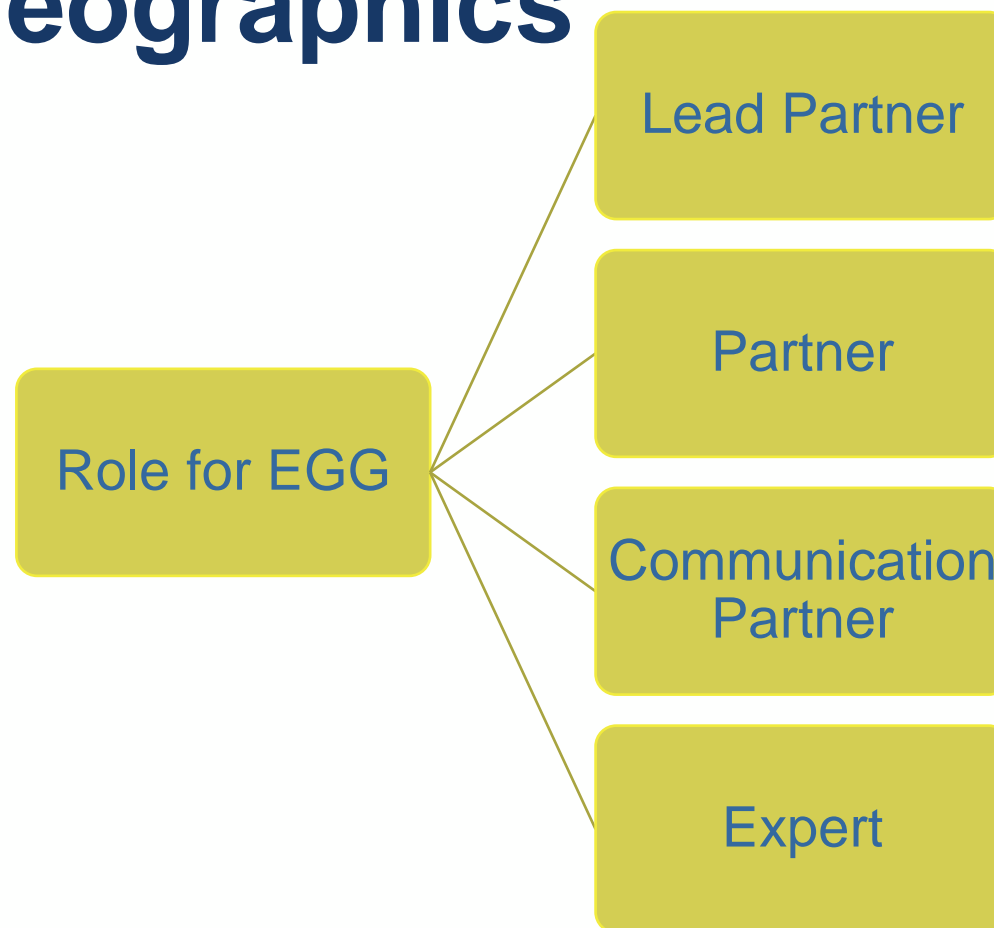 eographics
Lead Partner
Partner
Role for EGG
Communication
Partner
Expert